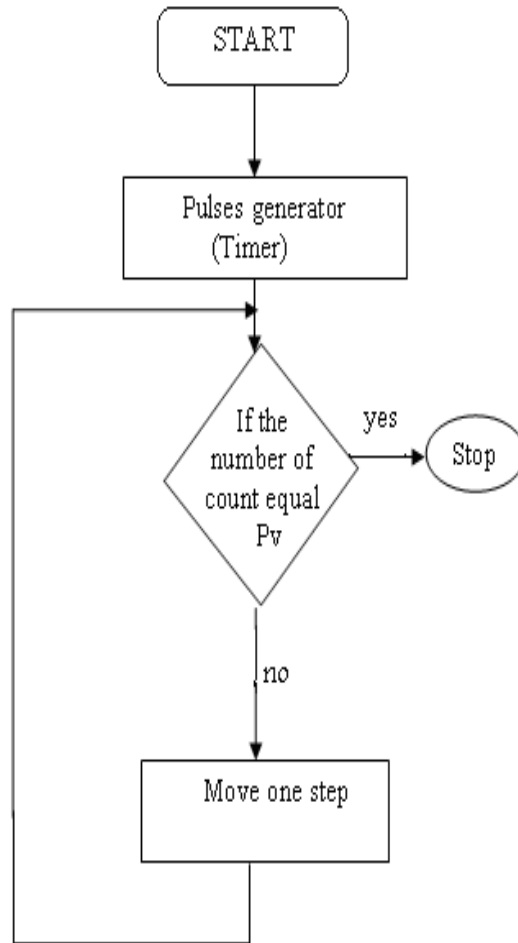 START
Pulses generator
(Timer)
If the
number of
count equal
Pv
yes
Stop
no
Move one step